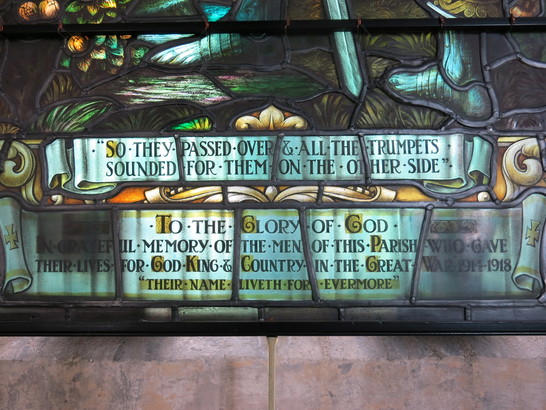 ·"SO·THEY·PASSED·OVER·&·ALL·THE·TRUMPETS
SOUNDED·FOR·THEM·ON·THE·OTHER·SIDE"·
·TO·THE·GLORY·OF·GOD·
IN·GRATEFUL·MEMORY·OF·THE·MEN·OF·THIS·PARISH·WHO·GAVE
THEIR·LIVES·FOR·GOD·KING·&·COUNTRY·IN·THE·GREAT·WAR·1914-1918
"THEIR·NAME·LIVETH·FOR·EVERMORE"